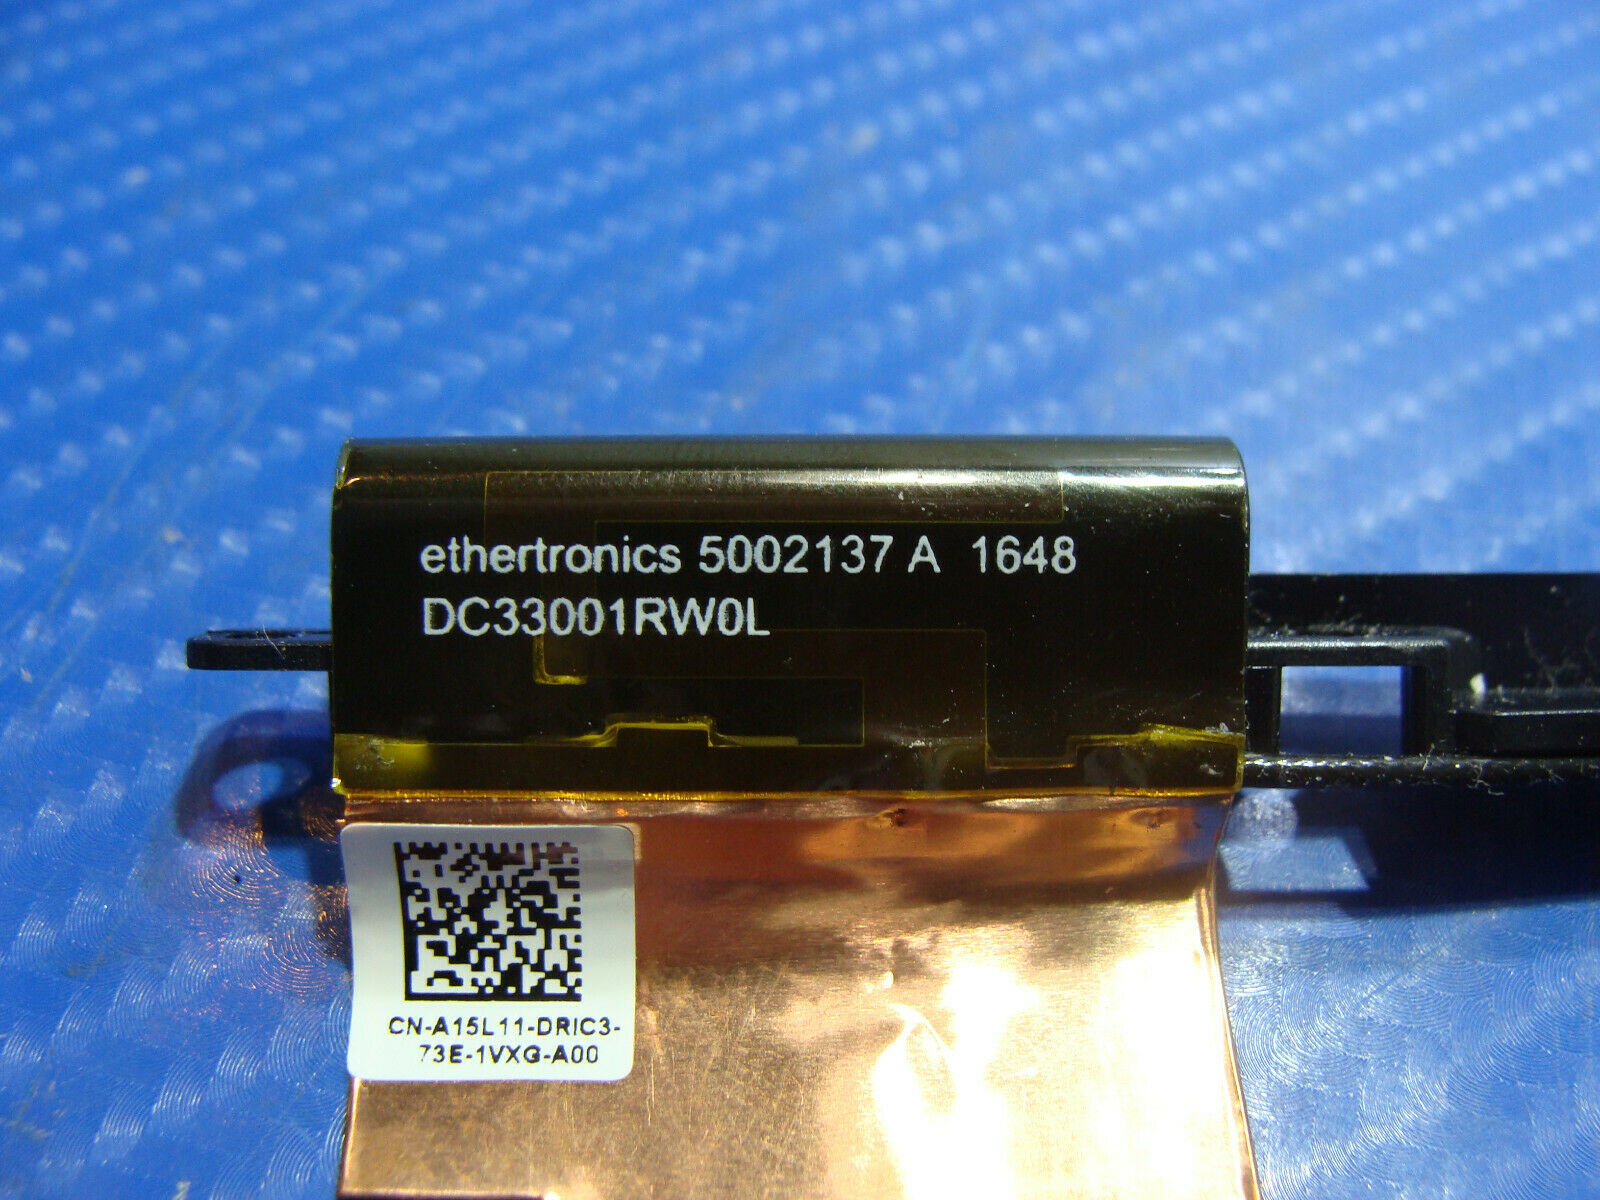 ethertronics 5002137 A 1648
DC33001RW0L
CN-A15L11-DRIC3-
73E-1VXG-A00